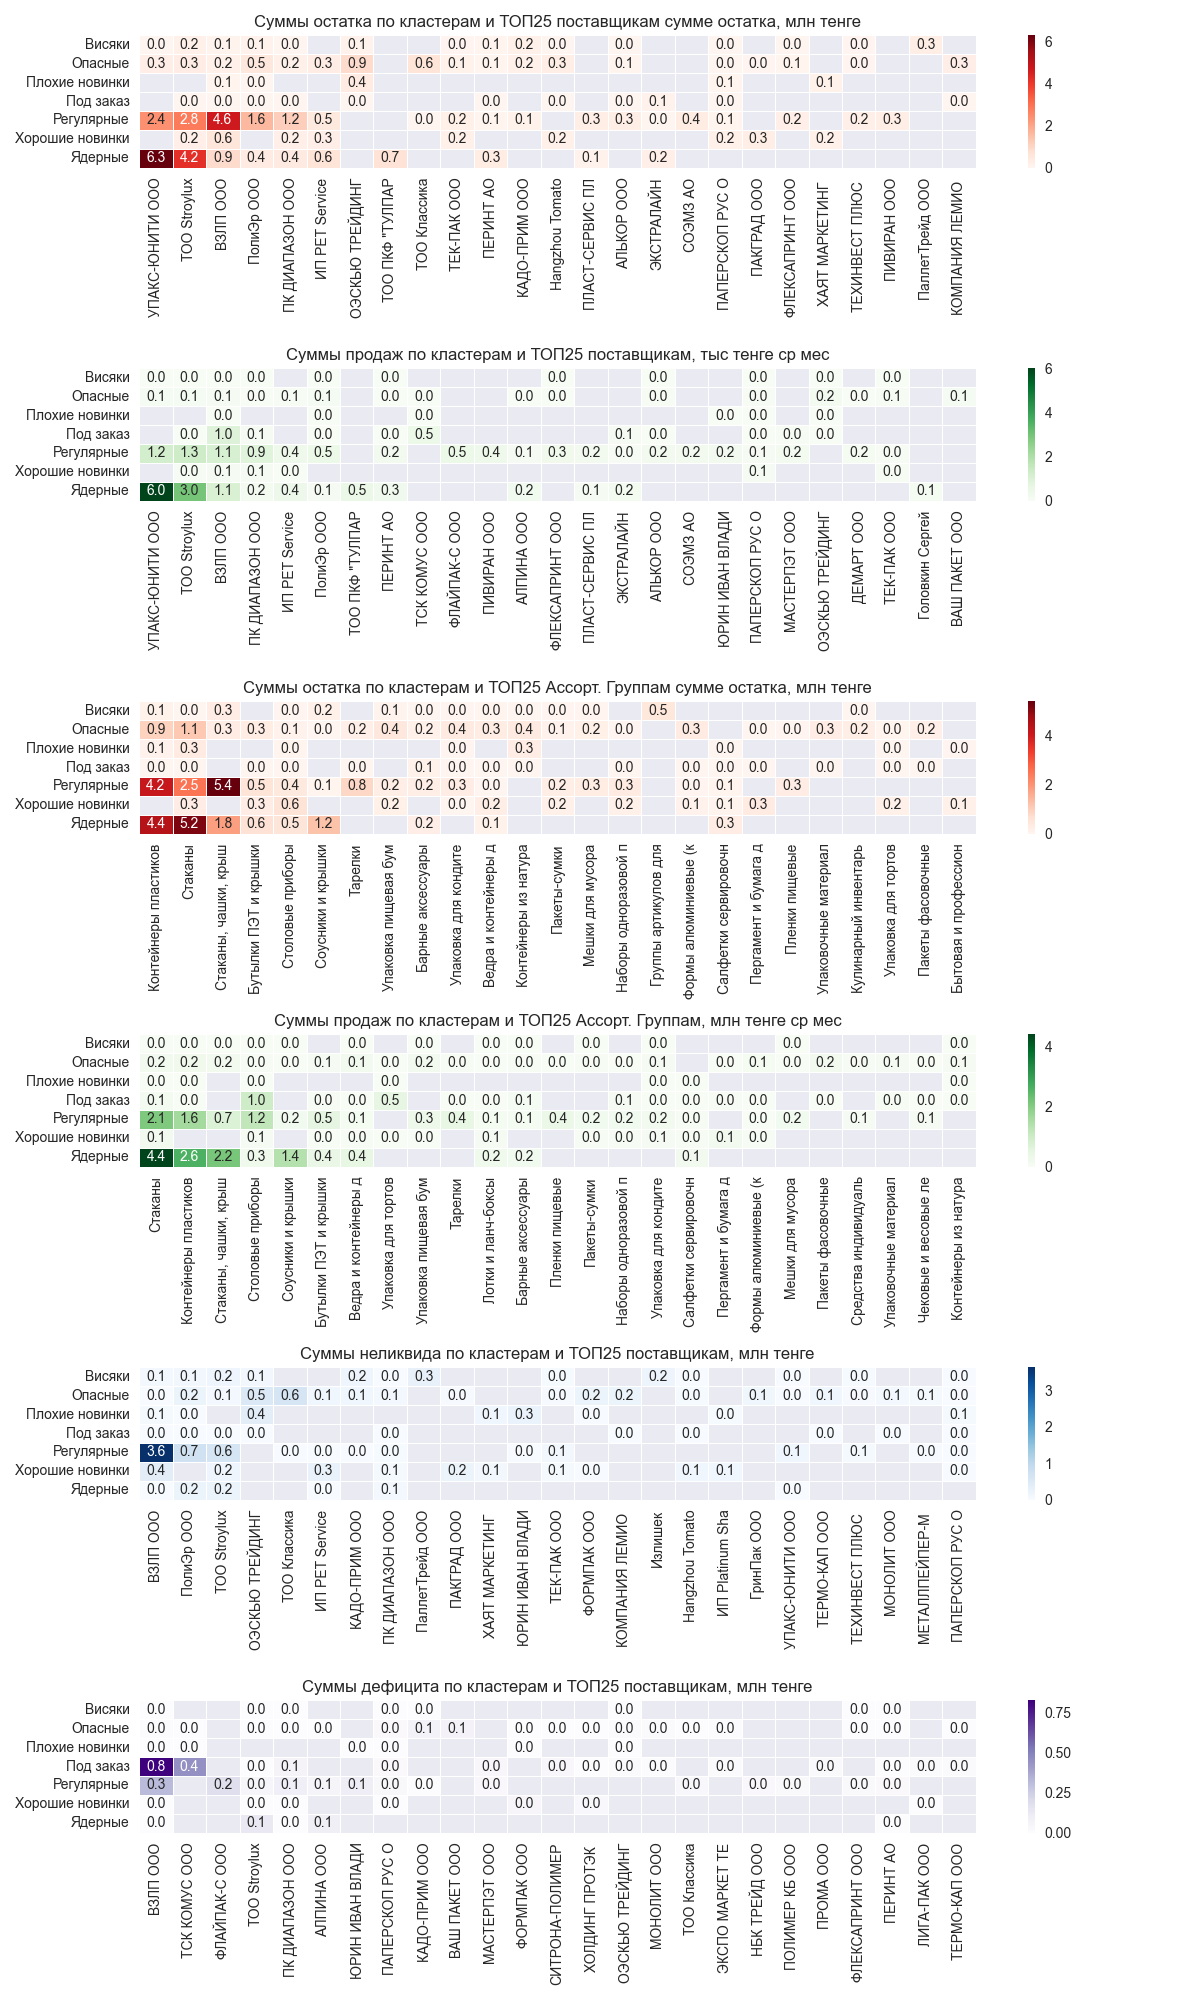 Суммы остатка по кластерам и ТОП25 поставщикам сумме остатка, млн тенге
Висяки 0.0 0.2 0.1 0.1 0.0 0.1 0.0 0.1 0.2 0.0 0.0 0.0 0.0 0.0 0.3
Опасные 0.3 0.3 0.2 0.5 0.2 0.3 0.9 0.6 0.1 0.1 0.2 0.3 0.1 0.0 0.0 0.1 0.0 0.3
Плохие новинки 0.1 0.0 0.4 0.1 0.1
Под заказ 0.0 0.0 0.0 0.0 0.0 0.0 0.0 0.0 0.1 0.0 0.0
Регулярные 2.4 2.8 4.6 1.6 1.2 0.5 0.0 0.2 0.1 0.1 0.3 0.3 0.0 0.4 0.1 0.2 0.2 0.3
Хорошие новинки 0.2 0.6 0.2 0.3 0.2 0.2 0.2 0.3 0.2
Ядерные 6.3 4.2 0.9 0.4 0.4 0.6 0.7 0.3 0.1 0.2
6
4
2
0
УПАКС-ЮНИТИ ООО
ТОО Stroylux
ВЗЛП ООО
ПолиЭр ООО
ПК ДИАПАЗОН ООО
ИП PET Service
ОЭСКЬЮ ТРЕЙДИНГ
ТОО ПКФ "ТУЛПАР
ТОО Классика
ТЕК-ПАК ООО
ПЕРИНТ АО
КАДО-ПРИМ ООО
Hangzhou Tomato
ПЛАСТ-СЕРВИС ПЛ
АЛЬКОР ООО
ЭКСТРАЛАЙН
СОЭМЗ АО
ПАПЕРСКОП РУС О
ПАКГРАД ООО
ФЛЕКСАПРИНТ ООО
ХАЯТ МАРКЕТИНГ
ТЕХИНВЕСТ ПЛЮС
ПИВИРАН ООО
ПаллетТрейд ООО
КОМПАНИЯ ЛЕМИО
Суммы продаж по кластерам и ТОП25 поставщикам, тыс тенге ср мес
Висяки 0.0 0.0 0.0 0.0 0.0 0.0 0.0 0.0 0.0 0.0 0.0
Опасные 0.1 0.1 0.1 0.0 0.1 0.1 0.0 0.0 0.0 0.0 0.0 0.0 0.2 0.0 0.1 0.1
Плохие новинки 0.0 0.0 0.0 0.0 0.0 0.0
Под заказ 0.0 1.0 0.1 0.0 0.0 0.5 0.1 0.0 0.0 0.0 0.0
Регулярные 1.2 1.3 1.1 0.9 0.4 0.5 0.2 0.5 0.4 0.1 0.3 0.2 0.0 0.2 0.2 0.2 0.1 0.2 0.2 0.0
Хорошие новинки 0.0 0.1 0.1 0.0 0.1 0.0
Ядерные 6.0 3.0 1.1 0.2 0.4 0.1 0.5 0.3 0.2 0.1 0.2 0.1
6
4
2
0
УПАКС-ЮНИТИ ООО
ТОО Stroylux
ВЗЛП ООО
ПК ДИАПАЗОН ООО
ИП PET Service
ПолиЭр ООО
ТОО ПКФ "ТУЛПАР
ПЕРИНТ АО
ТСК КОМУС ООО
ФЛАЙПАК-С ООО
ПИВИРАН ООО
АЛПИНА ООО
ФЛЕКСАПРИНТ ООО
ПЛАСТ-СЕРВИС ПЛ
ЭКСТРАЛАЙН
АЛЬКОР ООО
СОЭМЗ АО
ЮРИН ИВАН ВЛАДИ
ПАПЕРСКОП РУС О
МАСТЕРПЭТ ООО
ОЭСКЬЮ ТРЕЙДИНГ
ДЕМАРТ ООО
ТЕК-ПАК ООО
Головкин Сергей
ВАШ ПАКЕТ ООО
Суммы остатка по кластерам и ТОП25 Ассорт. Группам сумме остатка, млн тенге
Висяки 0.1 0.0 0.3 0.0 0.2 0.1 0.0 0.0 0.0 0.0 0.0 0.0 0.5 0.0
Опасные 0.9 1.1 0.3 0.3 0.1 0.0 0.2 0.4 0.2 0.4 0.3 0.4 0.1 0.2 0.0 0.3 0.0 0.0 0.3 0.2 0.0 0.2
Плохие новинки 0.1 0.3 0.0 0.0 0.3 0.0 0.0 0.0
Под заказ 0.0 0.0 0.0 0.0 0.0 0.1 0.0 0.0 0.0 0.0 0.0 0.0 0.0 0.0 0.0 0.0
Регулярные 4.2 2.5 5.4 0.5 0.4 0.1 0.8 0.2 0.2 0.3 0.0 0.2 0.3 0.3 0.0 0.1 0.3
Хорошие новинки 0.3 0.3 0.6 0.2 0.0 0.2 0.2 0.2 0.1 0.1 0.3 0.2 0.1
Ядерные 4.4 5.2 1.8 0.6 0.5 1.2 0.2 0.1 0.3
4
2
0
Контейнеры пластиков
Стаканы
Стаканы, чашки, крыш
Бутылки ПЭТ и крышки
Столовые приборы
Соусники и крышки
Тарелки
Упаковка пищевая бум
Барные аксессуары
Упаковка для кондите
Ведра и контейнеры д
Контейнеры из натура
Пакеты-сумки
Мешки для мусора
Наборы одноразовой п
Группы артикулов для
Формы алюминиевые (к
Салфетки сервировочн
Пергамент и бумага д
Пленки пищевые
Упаковочные материал
Кулинарный инвентарь
Упаковка для тортов
Пакеты фасовочные
Бытовая и профессион
Суммы продаж по кластерам и ТОП25 Ассорт. Группам, млн тенге ср мес
Висяки 0.0 0.0 0.0 0.0 0.0 0.0 0.0 0.0 0.0 0.0 0.0 0.0 0.0
Опасные 0.2 0.2 0.2 0.0 0.0 0.1 0.1 0.0 0.2 0.0 0.0 0.0 0.0 0.0 0.0 0.1 0.0 0.1 0.0 0.2 0.0 0.1 0.0 0.1
Плохие новинки 0.0 0.0 0.0 0.0 0.0 0.0 0.0
Под заказ 0.1 0.0 1.0 0.0 0.0 0.5 0.0 0.1 0.1 0.0 0.0 0.0 0.0 0.0 0.0 0.0 0.0
Регулярные 2.1 1.6 0.7 1.2 0.2 0.5 0.1 0.3 0.4 0.1 0.1 0.4 0.2 0.2 0.2 0.0 0.0 0.2 0.1 0.1
Хорошие новинки 0.1 0.1 0.0 0.0 0.0 0.0 0.1 0.0 0.0 0.1 0.0 0.1 0.0
Ядерные 4.4 2.6 2.2 0.3 1.4 0.4 0.4 0.2 0.2 0.1
4
2
0
Стаканы
Контейнеры пластиков
Стаканы, чашки, крыш
Столовые приборы
Соусники и крышки
Бутылки ПЭТ и крышки
Ведра и контейнеры д
Упаковка для тортов
Упаковка пищевая бум
Тарелки
Лотки и ланч-боксы
Барные аксессуары
Пленки пищевые
Пакеты-сумки
Наборы одноразовой п
Упаковка для кондите
Салфетки сервировочн
Пергамент и бумага д
Формы алюминиевые (к
Мешки для мусора
Пакеты фасовочные
Средства индивидуаль
Упаковочные материал
Чековые и весовые ле
Контейнеры из натура
Суммы неликвида по кластерам и ТОП25 поставщикам, млн тенге
Висяки 0.1 0.1 0.2 0.1 0.2 0.0 0.3 0.0 0.2 0.0 0.0 0.0 0.0
Опасные 0.0 0.2 0.1 0.5 0.6 0.1 0.1 0.1 0.0 0.0 0.2 0.2 0.0 0.1 0.0 0.1 0.0 0.1 0.1 0.0
Плохие новинки 0.1 0.0 0.4 0.1 0.3 0.0 0.0 0.1
Под заказ 0.0 0.0 0.0 0.0 0.0 0.0 0.0 0.0 0.0 0.0
Регулярные 3.6 0.7 0.6 0.0 0.0 0.0 0.0 0.0 0.1 0.1 0.1 0.0 0.0
Хорошие новинки 0.4 0.2 0.3 0.1 0.2 0.1 0.1 0.0 0.1 0.1 0.0
Ядерные 0.0 0.2 0.2 0.0 0.1 0.0
3
2
1
0
ВЗЛП ООО
ПолиЭр ООО
ТОО Stroylux
ОЭСКЬЮ ТРЕЙДИНГ
ТОО Классика
ИП PET Service
КАДО-ПРИМ ООО
ПК ДИАПАЗОН ООО
ПаллетТрейд ООО
ПАКГРАД ООО
ХАЯТ МАРКЕТИНГ
ЮРИН ИВАН ВЛАДИ
ТЕК-ПАК ООО
ФОРМПАК ООО
КОМПАНИЯ ЛЕМИО
Излишек
Hangzhou Tomato
ИП Platinum Sha
ГринПак ООО
УПАКС-ЮНИТИ ООО
ТЕРМО-КАП ООО
ТЕХИНВЕСТ ПЛЮС
МОНОЛИТ ООО
МЕТАЛЛПЕЙПЕР-М
ПАПЕРСКОП РУС О
Суммы дефицита по кластерам и ТОП25 поставщикам, млн тенге
Висяки 0.0 0.0 0.0 0.0 0.0 0.0 0.0 0.0
Опасные 0.0 0.0 0.0 0.0 0.0 0.0 0.1 0.1 0.0 0.0 0.0 0.0 0.0 0.0 0.0 0.0 0.0 0.0
Плохие новинки 0.0 0.0 0.0 0.0 0.0 0.0
Под заказ 0.8 0.4 0.0 0.1 0.0 0.0 0.0 0.0 0.0 0.0 0.0 0.0 0.0 0.0 0.0
Регулярные 0.3 0.2 0.0 0.1 0.1 0.1 0.0 0.0 0.0 0.0 0.0 0.0 0.0 0.0
Хорошие новинки 0.0 0.0 0.0 0.0 0.0 0.0 0.0
Ядерные 0.0 0.1 0.0 0.1 0.0
0.75
0.50
0.25
0.00
ВЗЛП ООО
ТСК КОМУС ООО
ФЛАЙПАК-С ООО
ТОО Stroylux
ПК ДИАПАЗОН ООО
АЛПИНА ООО
ЮРИН ИВАН ВЛАДИ
ПАПЕРСКОП РУС О
КАДО-ПРИМ ООО
ВАШ ПАКЕТ ООО
МАСТЕРПЭТ ООО
ФОРМПАК ООО
СИТРОНА-ПОЛИМЕР
ХОЛДИНГ ПРОТЭК
ОЭСКЬЮ ТРЕЙДИНГ
МОНОЛИТ ООО
ТОО Классика
ЭКСПО МАРКЕТ ТЕ
НБК ТРЕЙД ООО
ПОЛИМЕР КБ ООО
ПРОМА ООО
ФЛЕКСАПРИНТ ООО
ПЕРИНТ АО
ЛИГА-ПАК ООО
ТЕРМО-КАП ООО